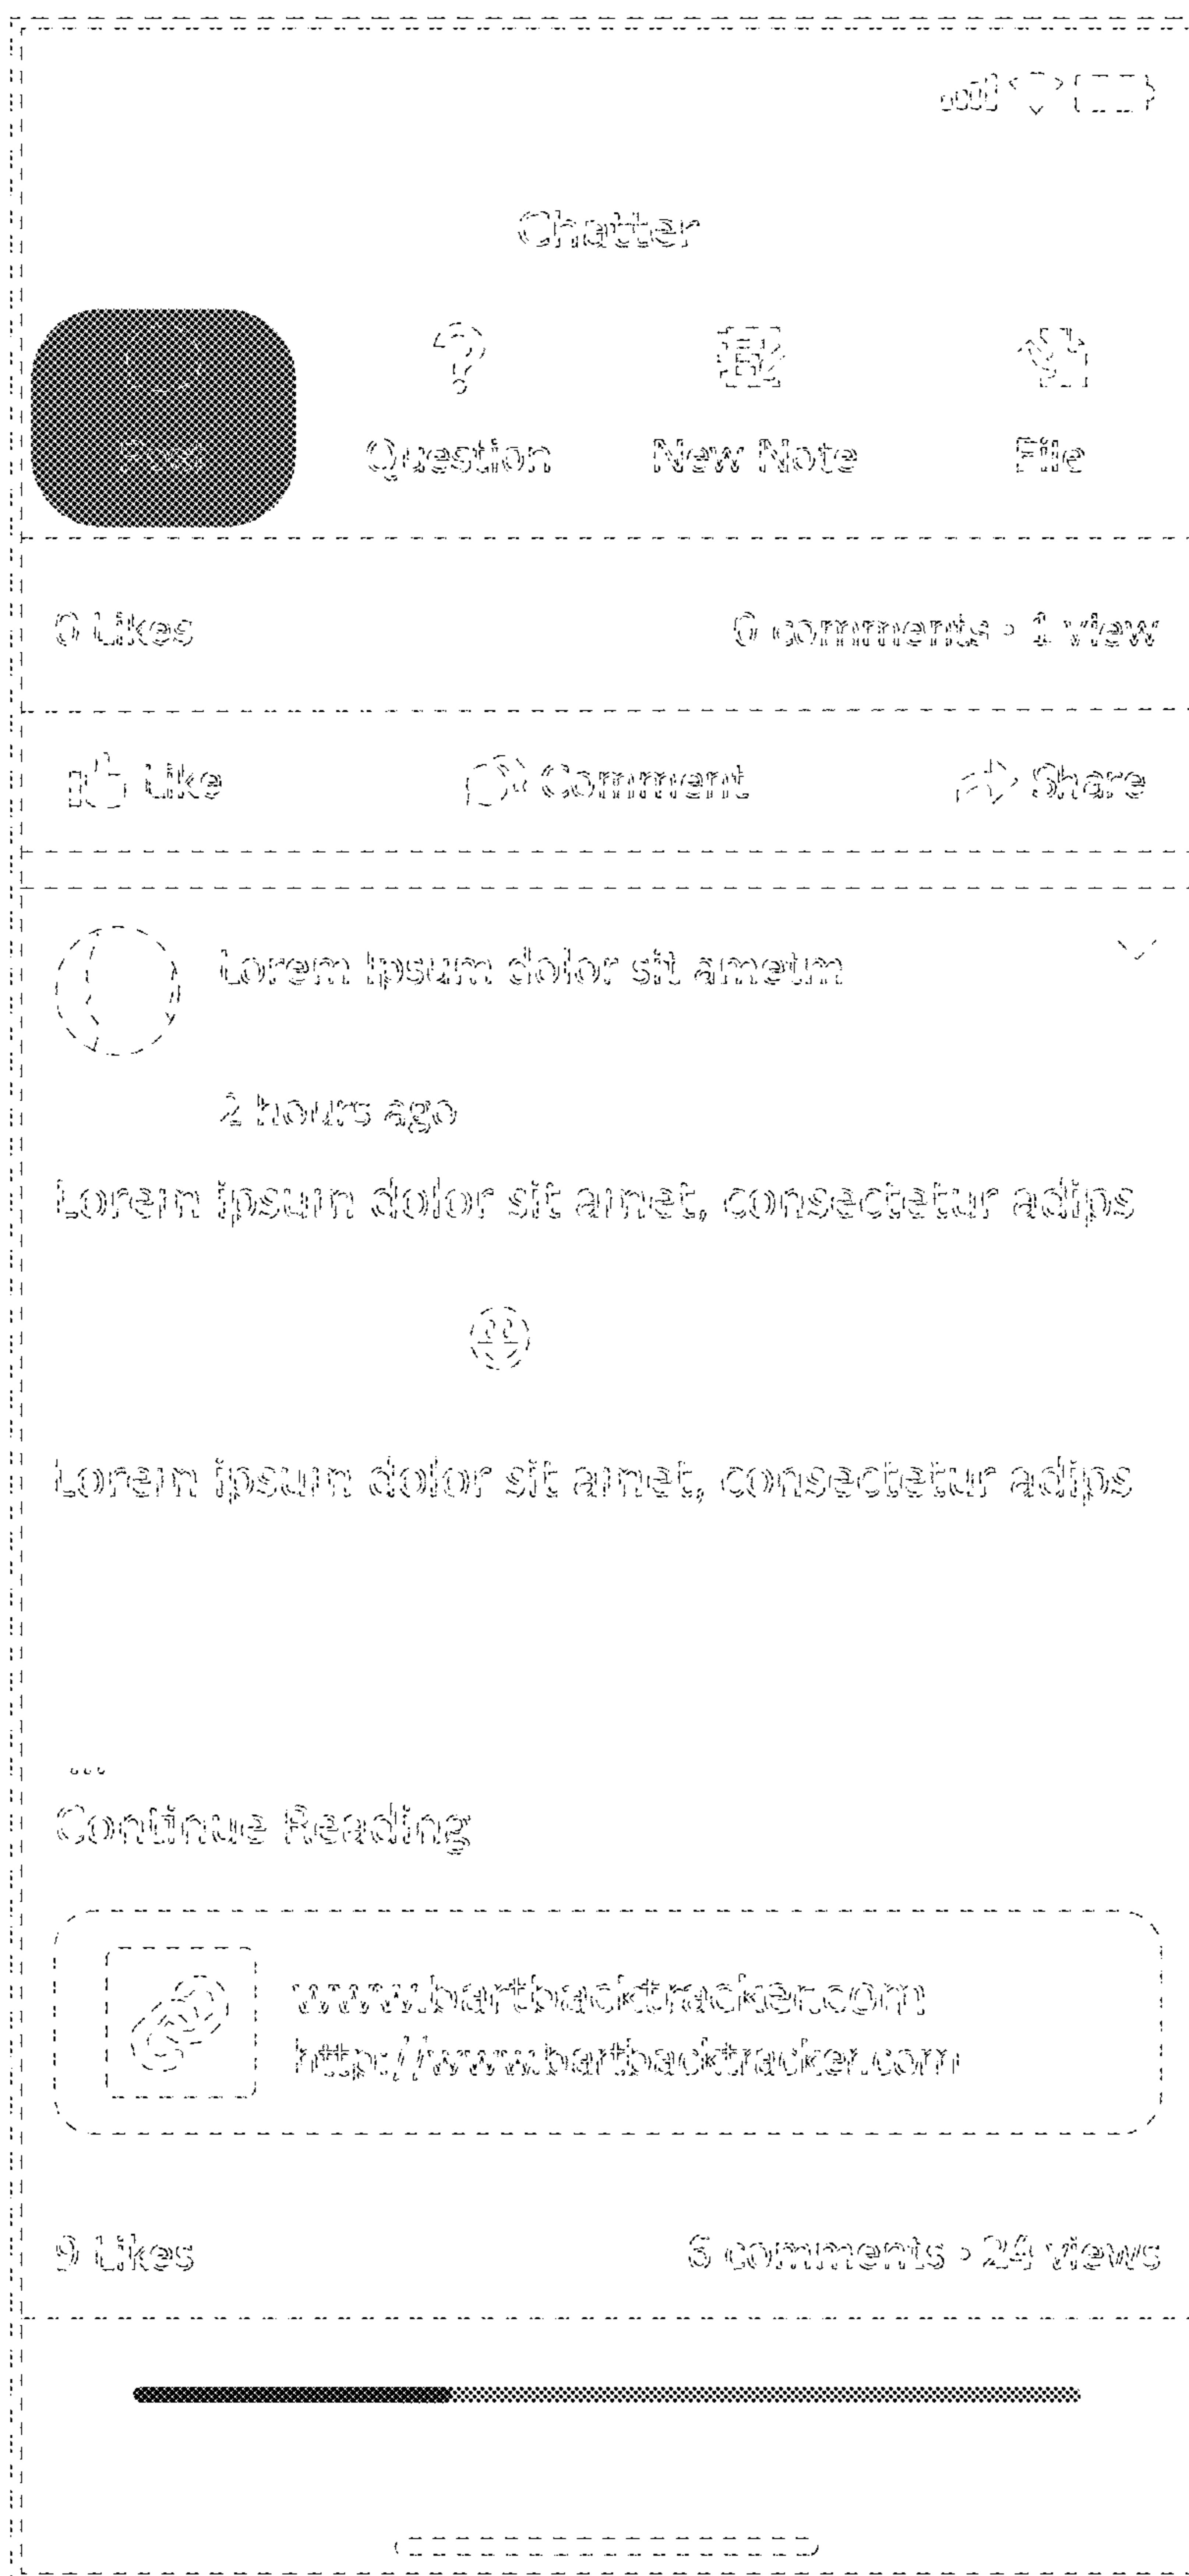 Chatter
Post Question New Note File
0 Likes 0 comments • 1 view
Like Comment Share
Lorem ipsum dolor sit ametm
2 hours ago
Lorem ipsum dolor sit amet, consectetur adips
Lorem ipsum dolor sit amet, consectetur adips
...
Continue Reading
www.bartbacktracker.com
http://www.bartbacktracker.com
9 Likes 6 comments • 24 views